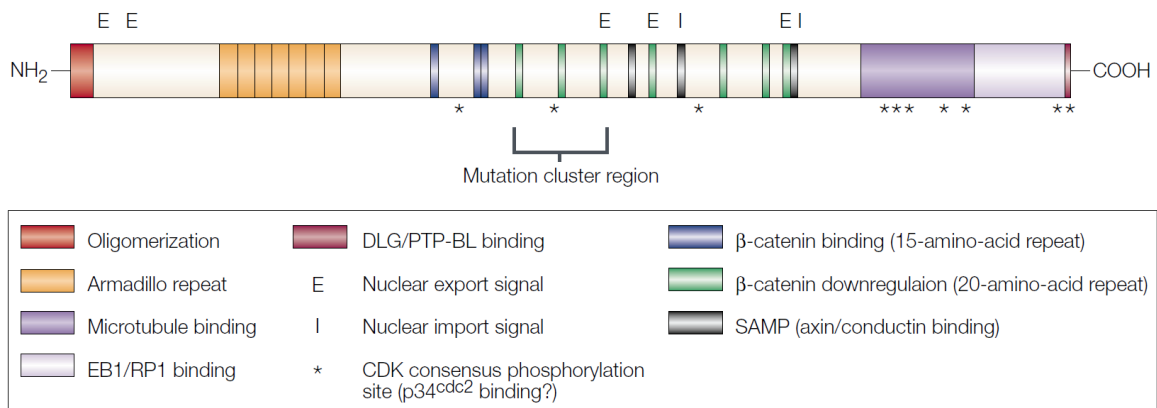 E E E E I E I
NH2 COOH
* * * * * * * * * *
Mutation cluster region
Oligomerization
DLG/PTP-BL binding
β-catenin binding (15-amino-acid repeat)
Armadillo repeat
E Nuclear export signal
β-catenin downregulaion (20-amino-acid repeat)
Microtubule binding
I Nuclear import signal
SAMP (axin/conductin binding)
EB1/RP1 binding
* CDK consensus phosphorylation
site (p34cdc2 binding?)